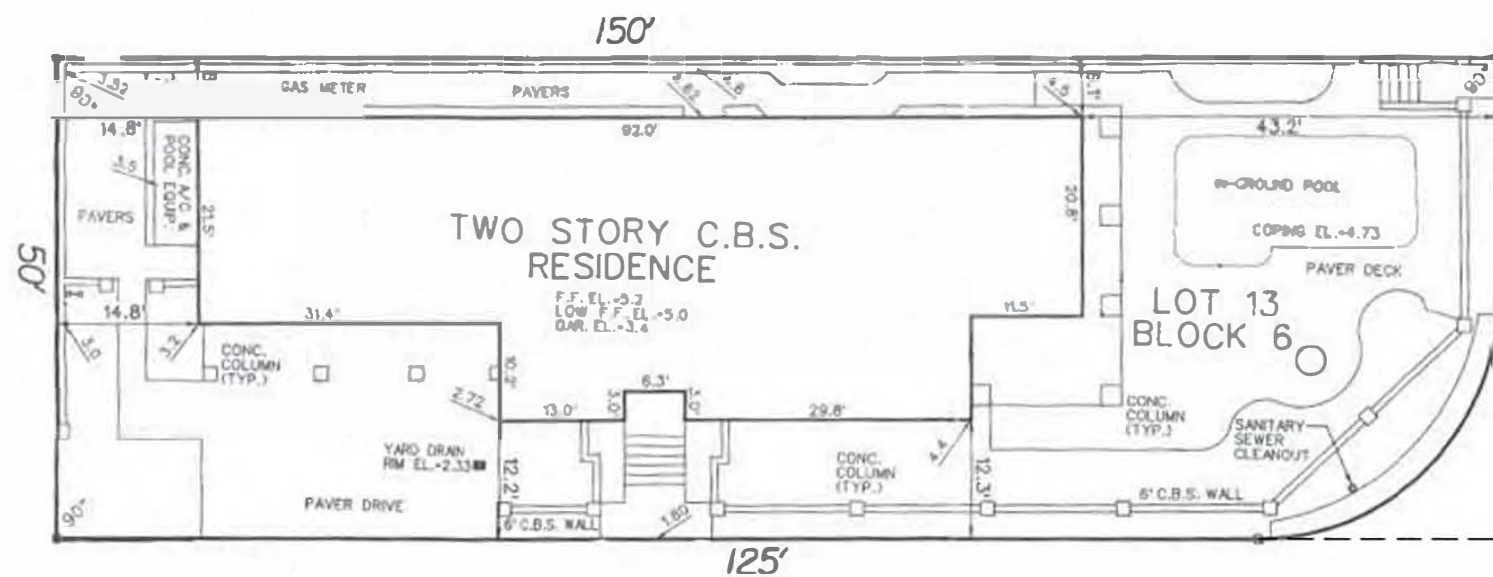 150'
GAS METER
PAVERS
90°
14.8'
92.0'
43.2'
CONC. A/C &
POOL EQUIP.
3.5
PAVERS
21.5'
20.8'
IN-GROUND POOL
COPING EL.=4.73
PAVER DECK
TWO STORY C.B.S.
RESIDENCE
F.F. EL.=5.2
LOW F.F. EL.=5.0
GAR. EL.=3.4
50'
LOT 13
BLOCK 6
14.8'
31.4'
11.5'
3.0
3.2
CONC.
COLUMN
(TYP.)
10.2'
2.72
13.0'
3.0'
6.3'
3.0'
29.8'
CONC.
COLUMN
(TYP.)
SANITARY
SEWER
CLEANOUT
YARD DRAIN
RIM EL.=2.33
12.2'
CONC.
COLUMN
(TYP.)
4.4
12.3'
PAVER DRIVE
90°
6' C.B.S. WALL
1.60
6' C.B.S. WALL
125'